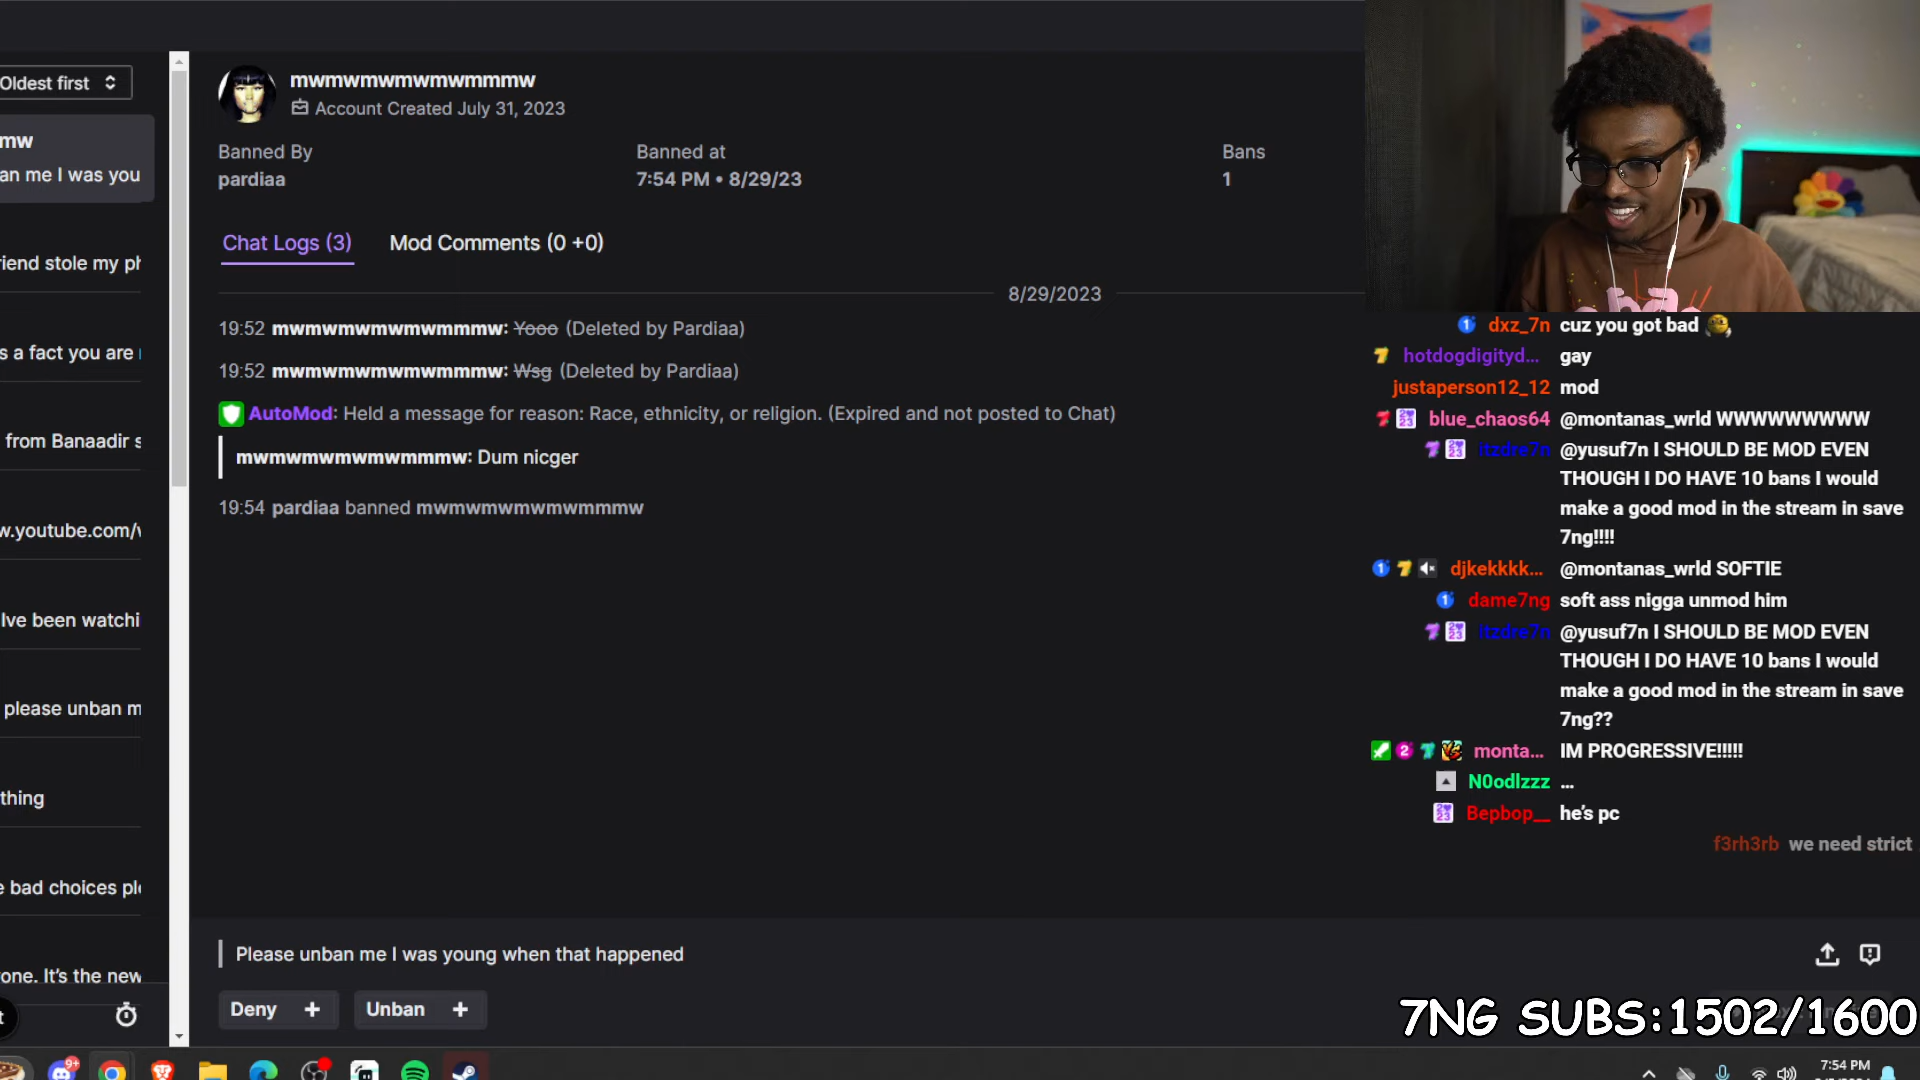 Oldest first
mw
an me I was you
riend stole my ph
s a fact you are
from Banaadir s
w.youtube.com/v
Ive been watchi
please unban m
thing
e bad choices ple
one. It's the new
mwmwmwmwmwmmmw
Account Created July 31, 2023
Banned By
Banned at
Bans
pardiaa
7:54 PM • 8/29/23
1
Chat Logs (3)
Mod Comments (0 +0)
8/29/2023
19:52 mwmwmwmwmwmmmw: Yooo (Deleted by Pardiaa)
19:52 mwmwmwmwmwmmmw: Wsg (Deleted by Pardiaa)
AutoMod: Held a message for reason: Race, ethnicity, or religion. (Expired and not posted to Chat)
mwmwmwmwmwmmmw: Dum nicger
19:54 pardiaa banned mwmwmwmwmwmmmw
Please unban me I was young when that happened
Deny +
Unban +
dxz_7n cuz you got bad
hotdogdigityd... gay
justaperson12_12 mod
blue_chaos64 @montanas_wrld WWWWWWWWW
itzdre7n @yusuf7n I SHOULD BE MOD EVEN
THOUGH I DO HAVE 10 bans I would
make a good mod in the stream in save
7ng!!!!
djkekkkk... @montanas_wrld SOFTIE
dame7ng soft ass nigga unmod him
itzdre7n @yusuf7n I SHOULD BE MOD EVEN
THOUGH I DO HAVE 10 bans I would
make a good mod in the stream in save
7ng??
monta... IM PROGRESSIVE!!!!!
N0odlzzz ...
Bepbop__ he's pc
f3rh3rb we need strict
7NG SUBS:1502/1600
9+
7:54 PM